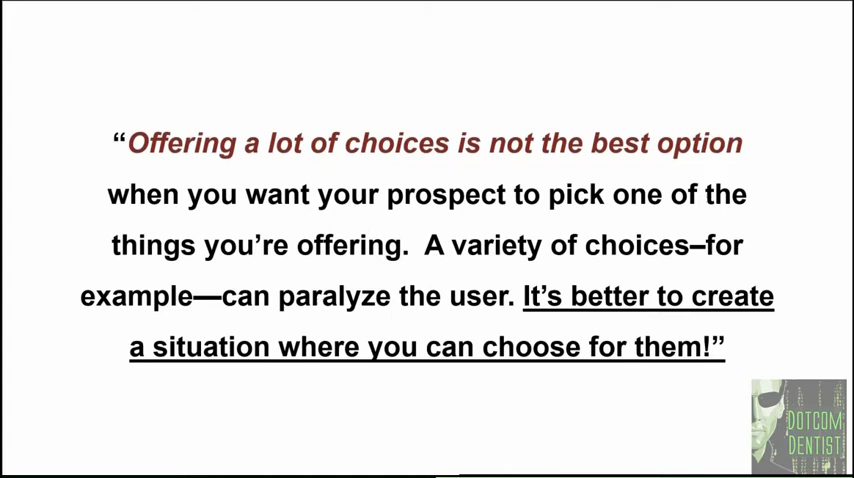 “Offering a lot of choices is not the best option
when you want your prospect to pick one of the
things you’re offering.  A variety of choices–for
example—can paralyze the user. It’s better to create
a situation where you can choose for them!”
DOTCOM
DENTIST